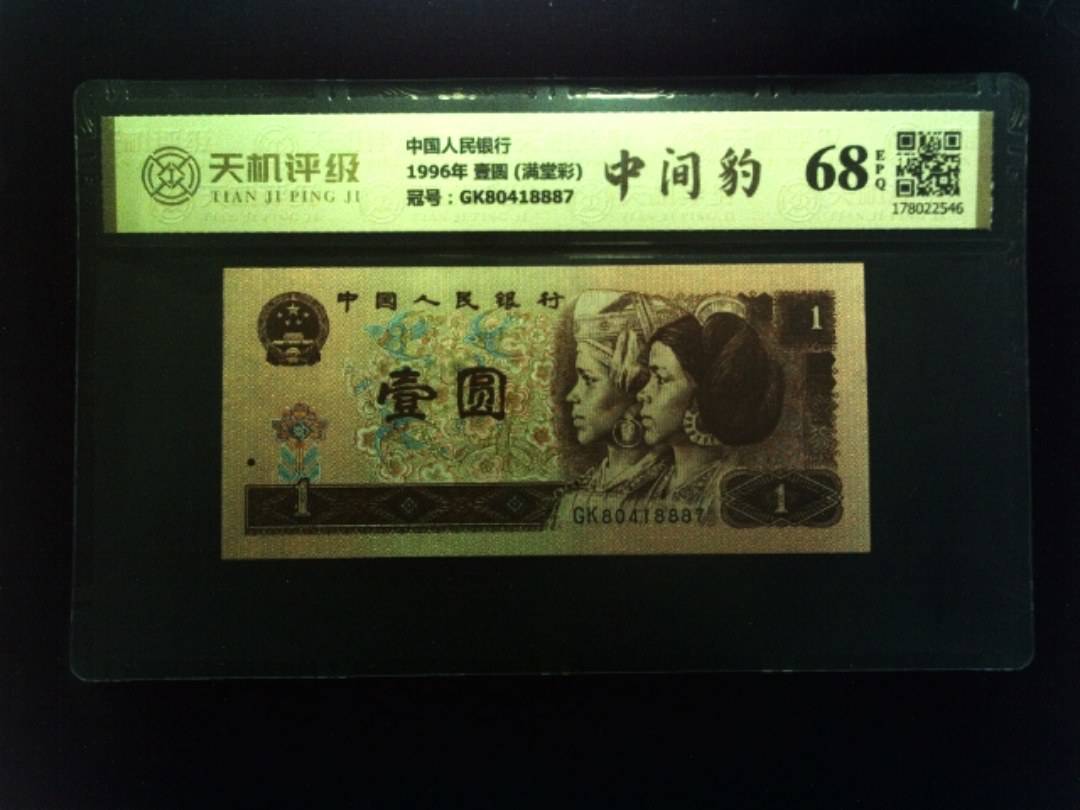 天机评级
TIAN JI PING JI
中国人民银行
1996年 壹圆 (满堂彩)
冠号：GK80418887
中间豹
68
EPQ
178022546
中国人民银行
1
壹圆
1
GK80418887
1